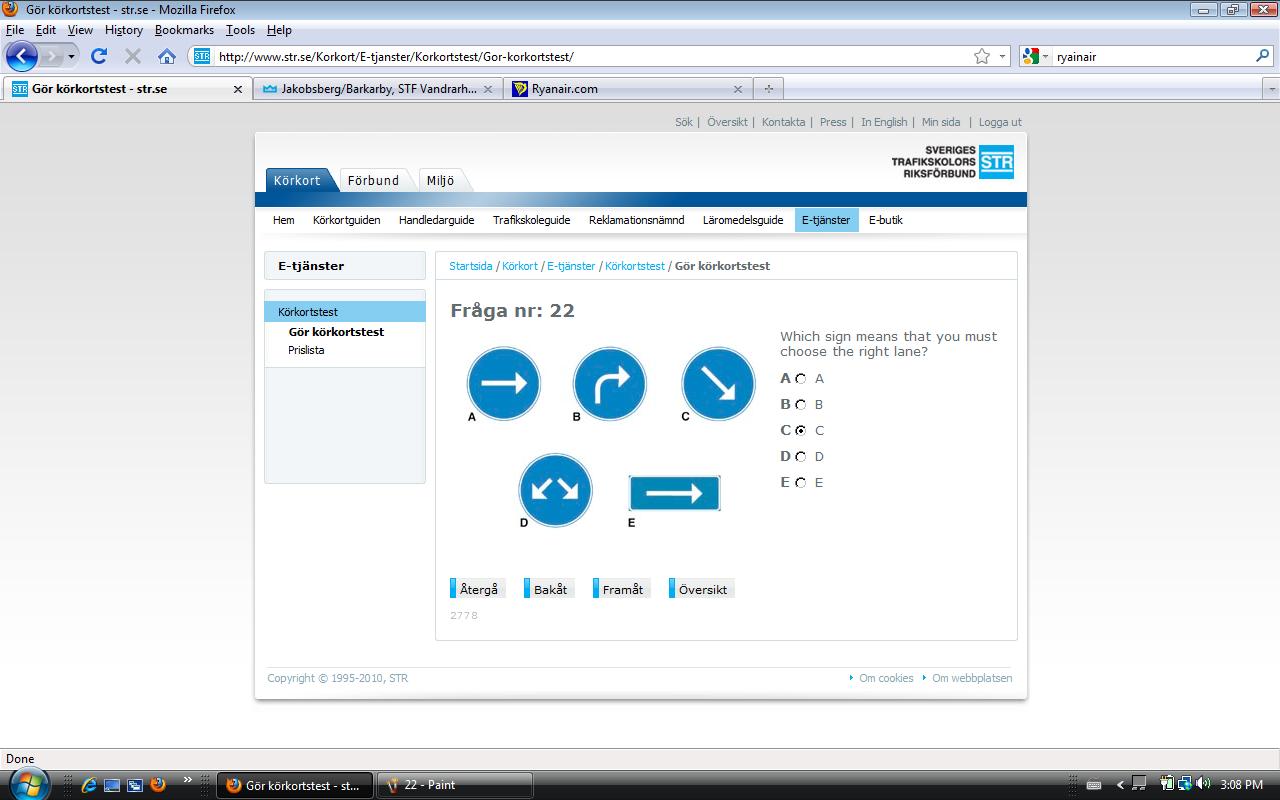 Gör körkortstest - str.se - Mozilla Firefox
File Edit View History Bookmarks Tools Help
STR http://www.str.se/Korkort/E-tjanster/Korkortstest/Gor-korkortstest/ ryainair
STR Gör körkortstest - str.se Jakobsberg/Barkarby, STF Vandrarh... Ryanair.com
Sök | Översikt | Kontakta | Press | In English | Min sida | Logga ut
SVERIGES
TRAFIKSKOLORS STR
RIKSFÖRBUND
Körkort Förbund Miljö
Hem Körkortguiden Handledarguide Trafikskoleguide Reklamationsnämnd Läromedelsguide E-tjänster E-butik
E-tjänster
Körkortstest
Gör körkortstest
Prislista
Startsida / Körkort / E-tjänster / Körkortstest / Gör körkortstest
Fråga nr: 22
Which sign means that you must
choose the right lane?
A A
B B
C C
D D
E E
A B C
D E
Återgå Bakåt Framåt Översikt
2778
Copyright © 1995-2010, STR Om cookies Om webbplatsen
Done
Gör körkortstest - st... 22 - Paint 3:08 PM